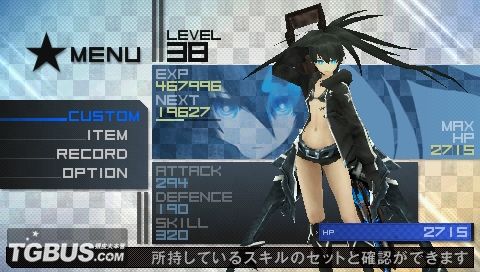 MENU
LEVEL
38
EXP
467996
NEXT
19627
CUSTOM
ITEM
RECORD
OPTION
MAX
HP
2715
ATTACK
294
DEFENCE
190
SKILL
320
HP 2715
TGBUS.com
所持しているスキルのセットと確認ができます